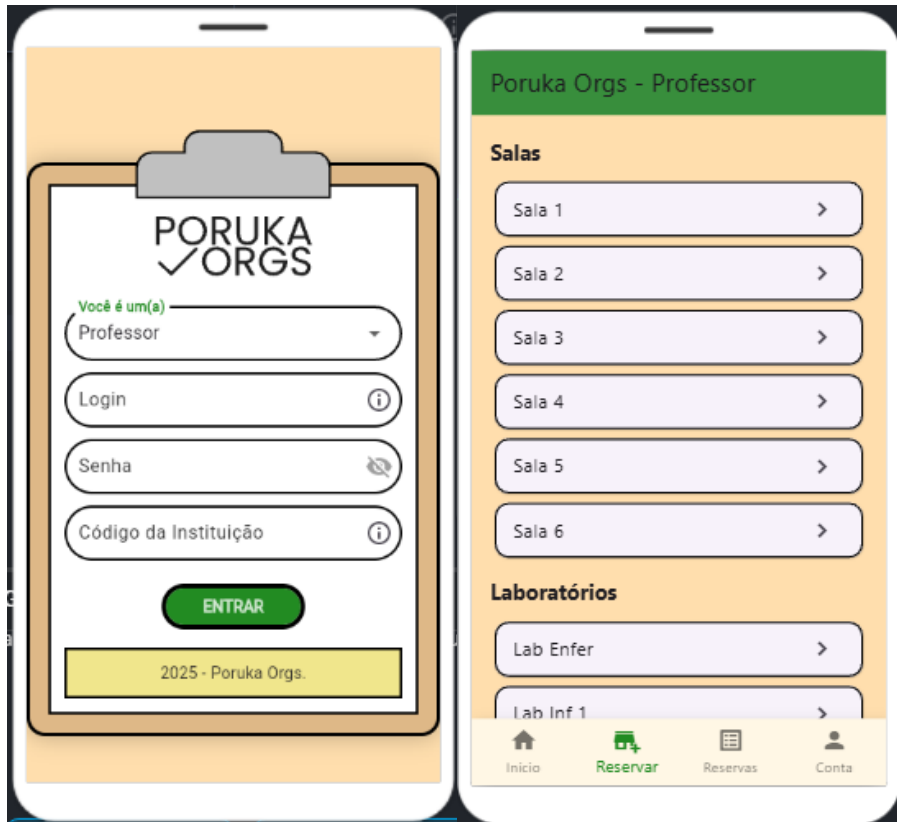 PORUKA
ORGS
Você é um(a)
Professor
Login
Senha
Código da Instituição
ENTRAR
2025 - Poruka Orgs.
Poruka Orgs - Professor
Salas
Sala 1
Sala 2
Sala 3
Sala 4
Sala 5
Sala 6
Laboratórios
Lab Enfer
Lab Inf 1
Início Reservar Reservas Conta